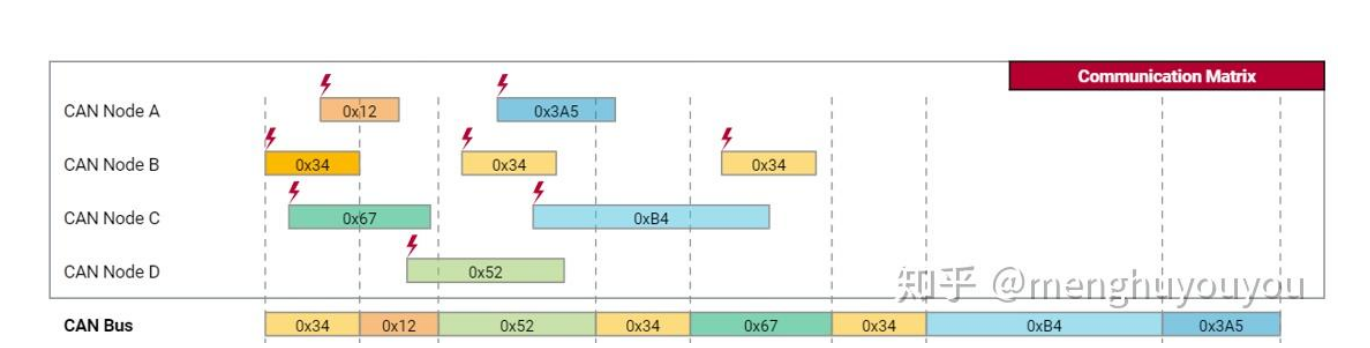 Communication Matrix
CAN Node A 0x12 0x3A5
CAN Node B 0x34 0x34 0x34
CAN Node C 0x67 0xB4
CAN Node D 0x52
知乎 @menghuyouyou
CAN Bus 0x34 0x12 0x52 0x34 0x67 0x34 0xB4 0x3A5